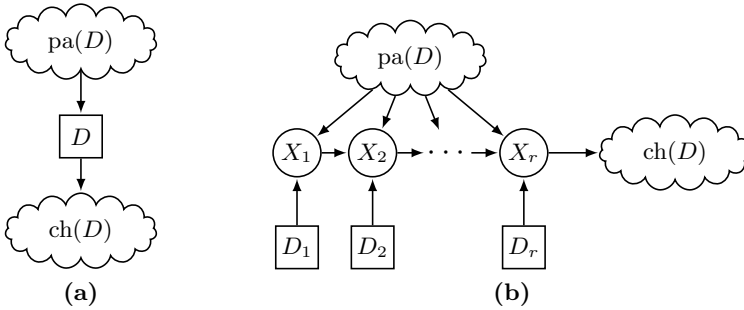 pa(D)
D
ch(D)
(a)
pa(D)
X₁ X₂ · · · Xᵣ ch(D)
D₁ D₂ Dᵣ
(b)